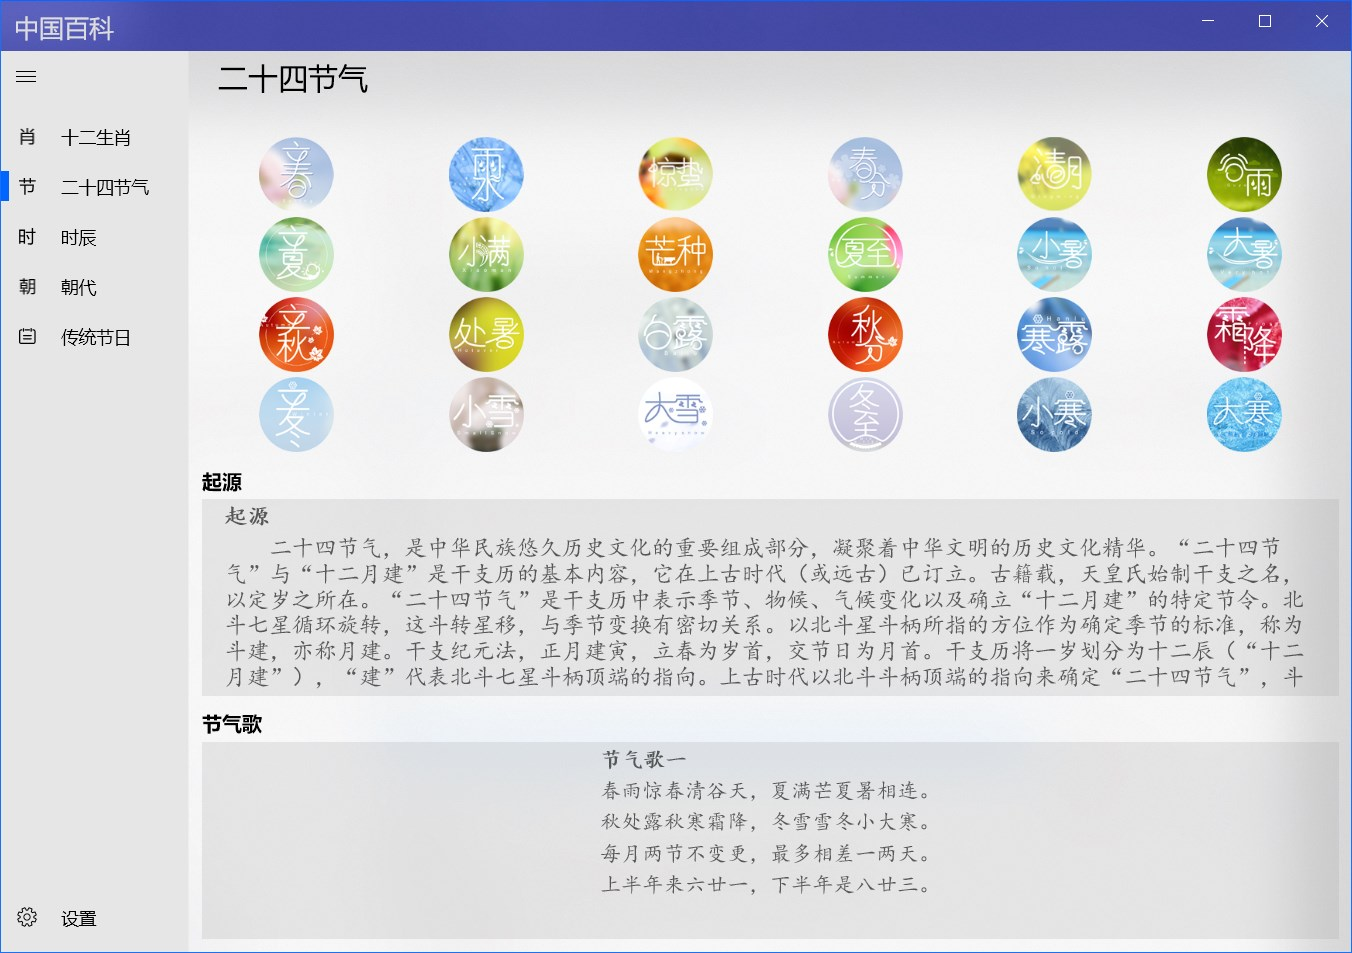 中国百科
二十四节气
肖 十二生肖
节 二十四节气
时 时辰
朝 朝代
传统节日
设置
立春 雨水 惊蛰 春分 清明 谷雨
立夏 小满 芒种 夏至 小暑 大暑
立秋 处暑 白露 秋分 寒露 霜降
立冬 小雪 大雪 冬至 小寒 大寒
起源
起源
二十四节气，是中华民族悠久历史文化的重要组成部分，凝聚着中华文明的历史文化精华。“二十四节
气”与“十二月建”是干支历的基本内容，它在上古时代（或远古）已订立。古籍载，天皇氏始制干支之名，
以定岁之所在。“二十四节气”是干支历中表示季节、物候、气候变化以及确立“十二月建”的特定节令。北
斗七星循环旋转，这斗转星移，与季节变换有密切关系。以北斗星斗柄所指的方位作为确定季节的标准，称为
斗建，亦称月建。干支纪元法，正月建寅，立春为岁首，交节日为月首。干支历将一岁划分为十二辰（“十二
月建”），“建”代表北斗七星斗柄顶端的指向。上古时代以北斗斗柄顶端的指向来确定“二十四节气”，斗
节气歌
节气歌一
春雨惊春清谷天，夏满芒夏暑相连。
秋处露秋寒霜降，冬雪雪冬小大寒。
每月两节不变更，最多相差一两天。
上半年来六廿一，下半年是八廿三。